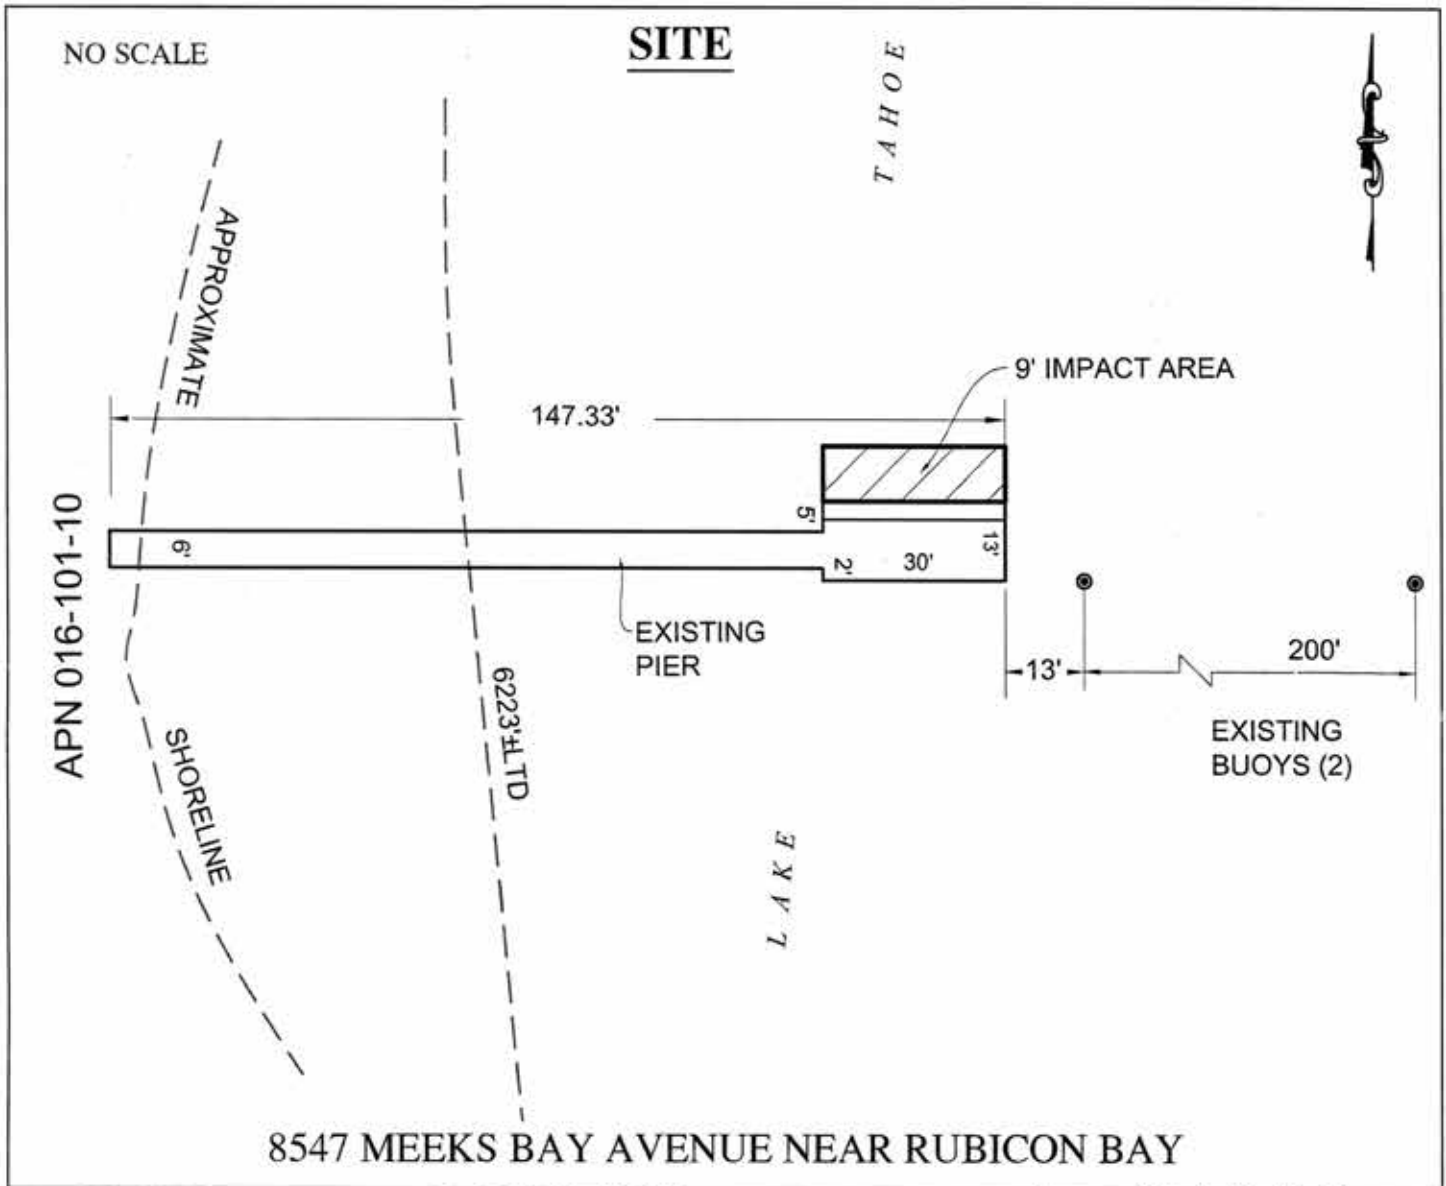 NO SCALE
SITE
TAHOE
APPROXIMATE
9' IMPACT AREA
147.33'
APN 016-101-10
5'
6'
13'
2'
30'
EXISTING
PIER
6223'±LTD
13'
200'
EXISTING
BUOYS (2)
SHORELINE
LAKE
8547 MEEKS BAY AVENUE NEAR RUBICON BAY